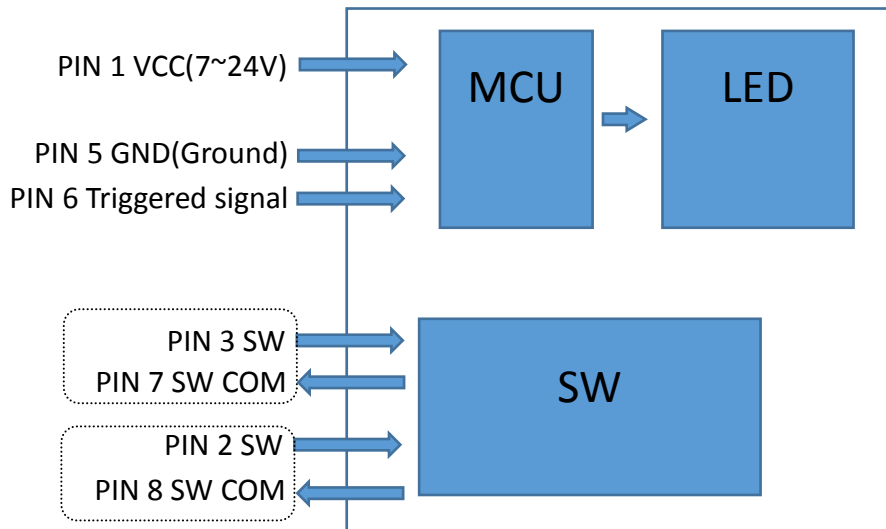 PIN 1 VCC(7~24V)
MCU
LED
PIN 5 GND(Ground)
PIN 6 Triggered signal
PIN 3 SW
PIN 7 SW COM
SW
PIN 2 SW
PIN 8 SW COM